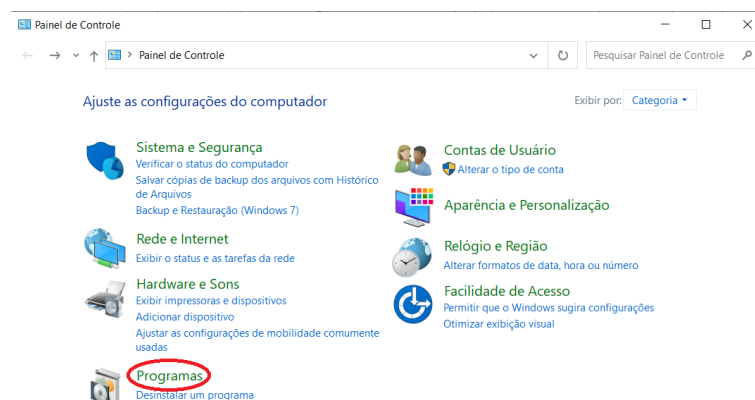 Painel de Controle
Painel de Controle
Pesquisar Painel de Controle
Ajuste as configurações do computador
Exibir por: Categoria
Sistema e Segurança
Verificar o status do computador
Salvar cópias de backup dos arquivos com Histórico
de Arquivos
Backup e Restauração (Windows 7)
Rede e Internet
Exibir o status e as tarefas da rede
Hardware e Sons
Exibir impressoras e dispositivos
Adicionar dispositivo
Ajustar as configurações de mobilidade comumente
usadas
Programas
Desinstalar um programa
Contas de Usuário
Alterar o tipo de conta
Aparência e Personalização
Relógio e Região
Alterar formatos de data, hora ou número
Facilidade de Acesso
Permitir que o Windows sugira configurações
Otimizar exibição visual